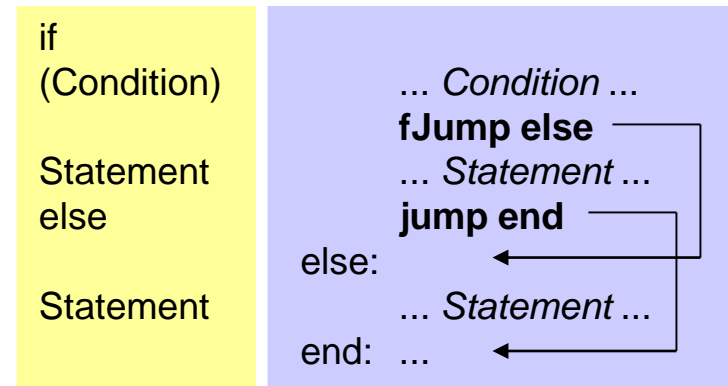 if
(Condition) ... Condition ...
fJump else
Statement ... Statement ...
else jump end
else:
Statement ... Statement ...
end: ...